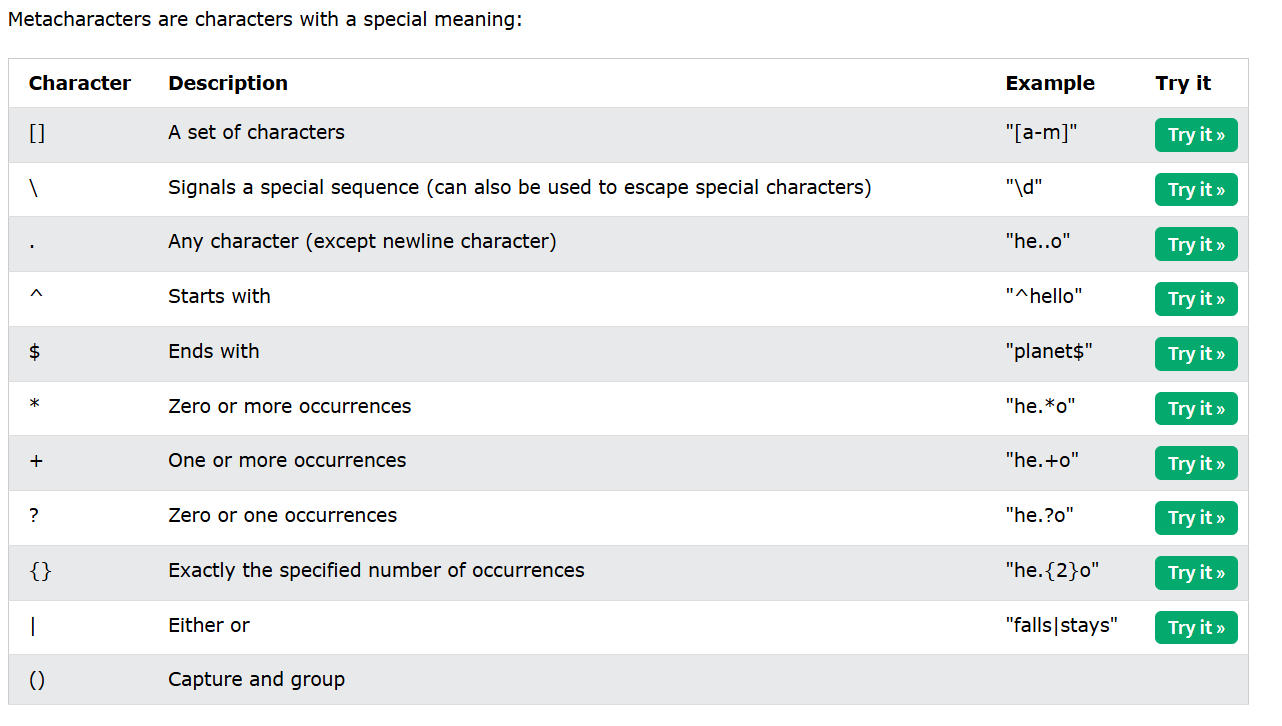 Metacharacters are characters with a special meaning:
Character Description Example Try it
[] A set of characters "[a-m]" Try it »
\ Signals a special sequence (can also be used to escape special characters) "\d" Try it »
. Any character (except newline character) "he..o" Try it »
^ Starts with "^hello" Try it »
$ Ends with "planet$" Try it »
* Zero or more occurrences "he.*o" Try it »
+ One or more occurrences "he.+o" Try it »
? Zero or one occurrences "he.?o" Try it »
{} Exactly the specified number of occurrences "he.{2}o" Try it »
| Either or "falls|stays" Try it »
() Capture and group